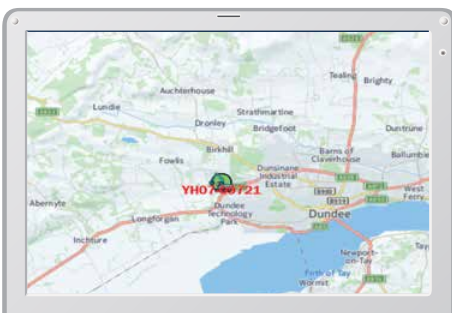 Tealing
Brighty
Auchterhouse
Lundie
Strathmartine
Dronley
Bridgefoot
Duntrune
Birkhill
Barns of
Claverhouse
Ballumbie
Fowlis
Dunsinane
Industrial
Estate
West
Ferry
Abernyte
Dundee
Technology
Park
Dundee
Longforgan
Inchture
Newport-
on-Tay
Tay
Firth of Tay
Wormit